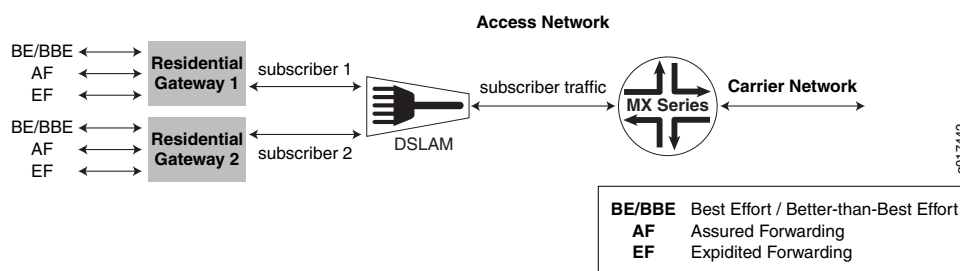 Access Network
BE/BBE
AF
EF
Residential
Gateway 1
subscriber 1
BE/BBE
AF
EF
Residential
Gateway 2
subscriber 2
DSLAM
subscriber traffic
MX Series
Carrier Network
g017442
BE/BBE Best Effort / Better-than-Best Effort
AF Assured Forwarding
EF Expidited Forwarding